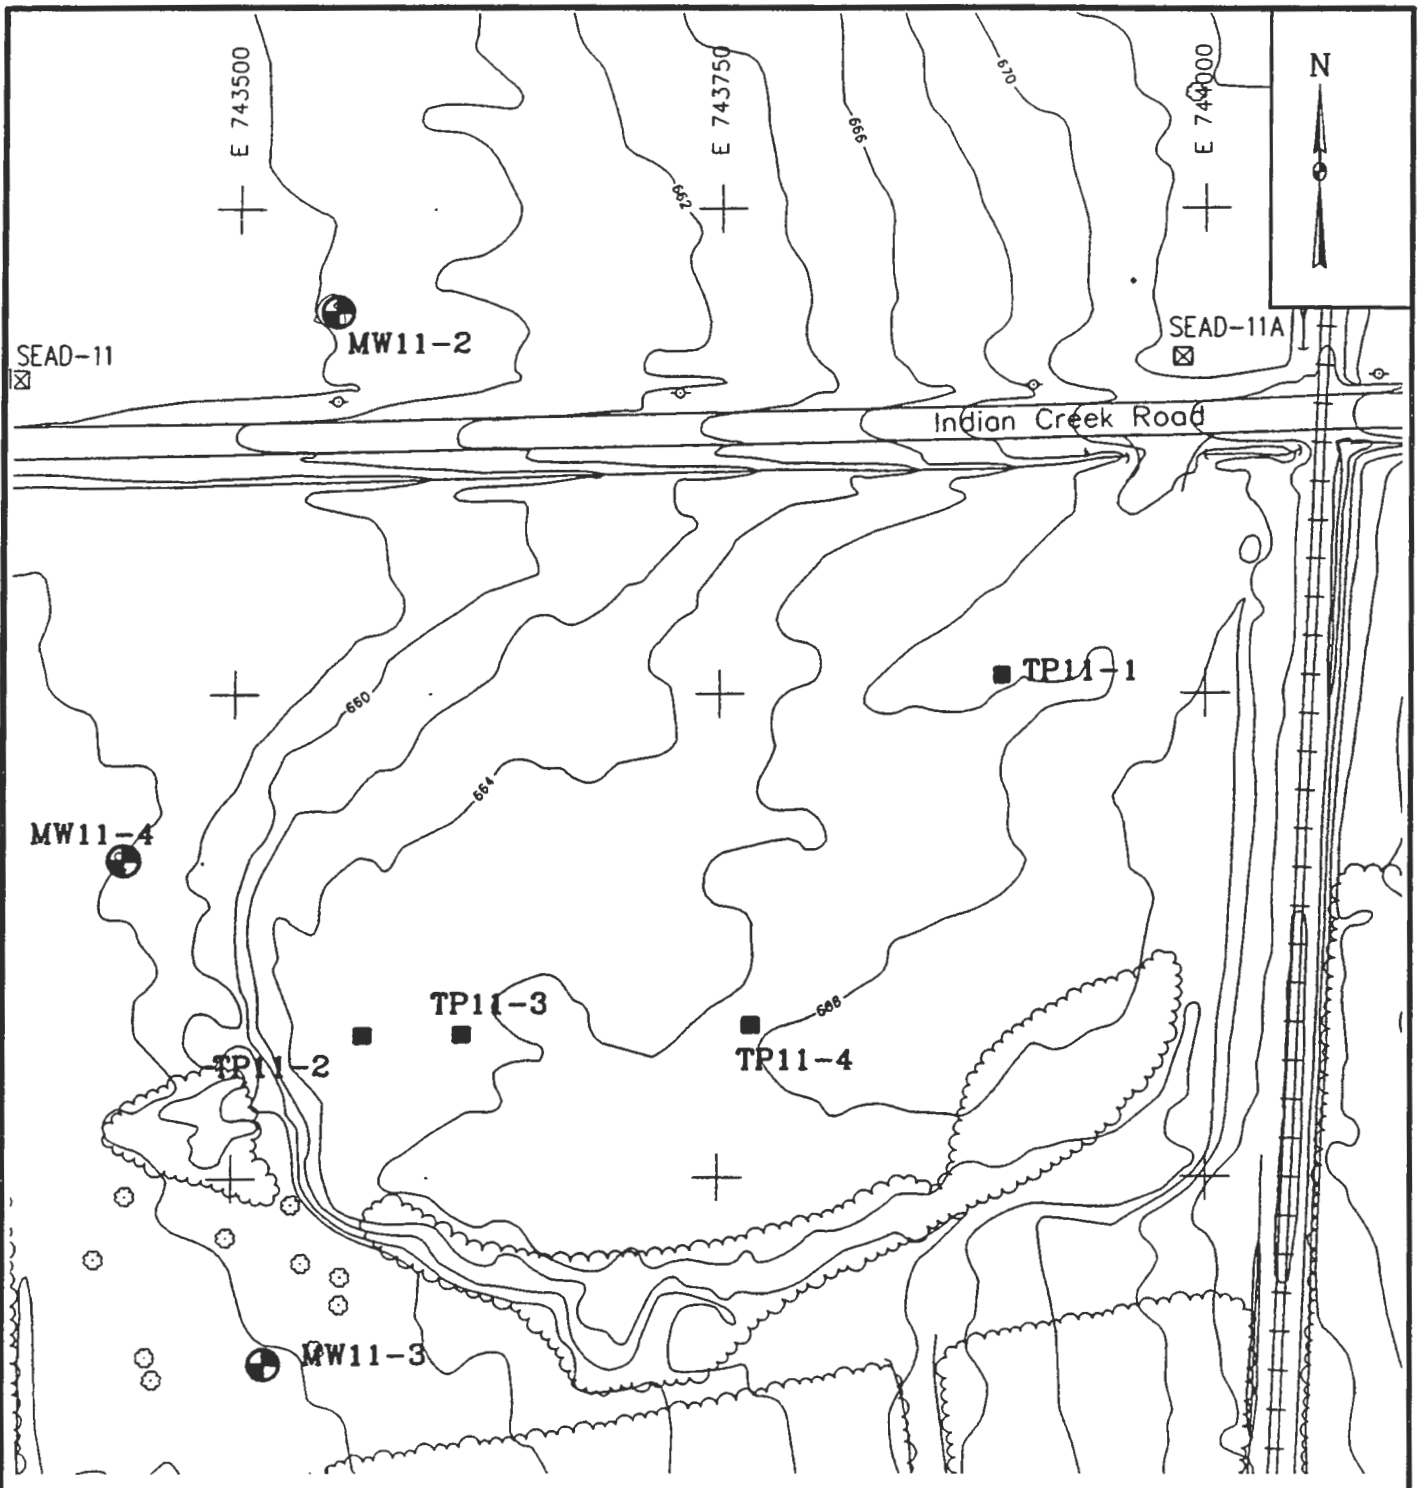 E 743500
E 743750
E 744000
N
670
666
662
MW11-2
SEAD-11
SEAD-11A
Indian Creek Road
TP11-1
660
664
MW11-4
TP11-3
668
TP11-4
TP11-2
MW11-3